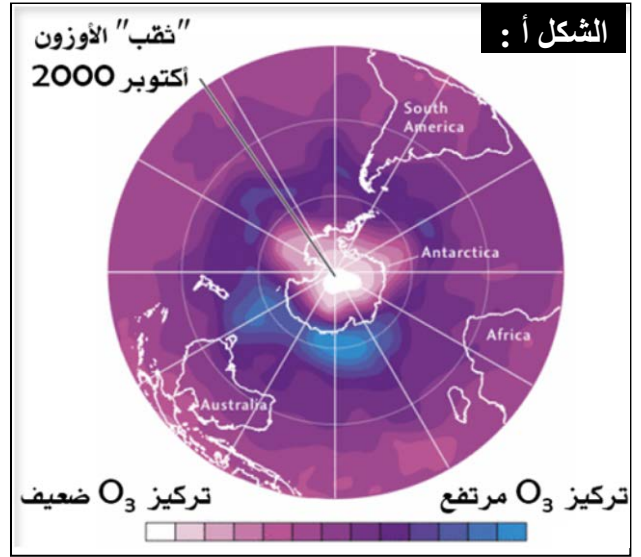 الشكل أ :
"ثقب" الأوزون
أكتوبر 2000
South
America
Antarctica
Africa
Australia
تركيز O₃ مرتفع
تركيز O₃ ضعيف